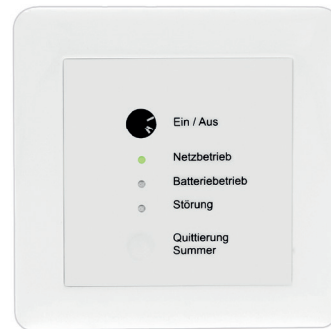 Ein / Aus
Netzbetrieb
Batteriebetrieb
Störung
Quittierung
Summer